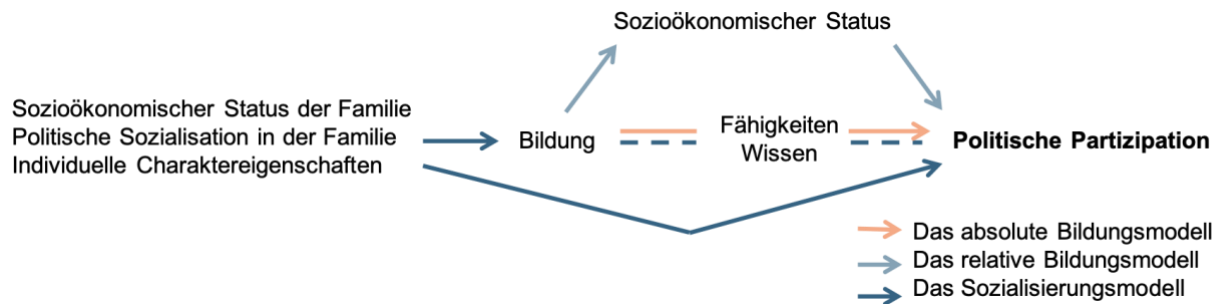 Sozioökonomischer Status
Sozioökonomischer Status der Familie
Politische Sozialisation in der Familie
Individuelle Charaktereigenschaften
Bildung
Fähigkeiten
Wissen
Politische Partizipation
Das absolute Bildungsmodell
Das relative Bildungsmodell
Das Sozialisierungsmodell